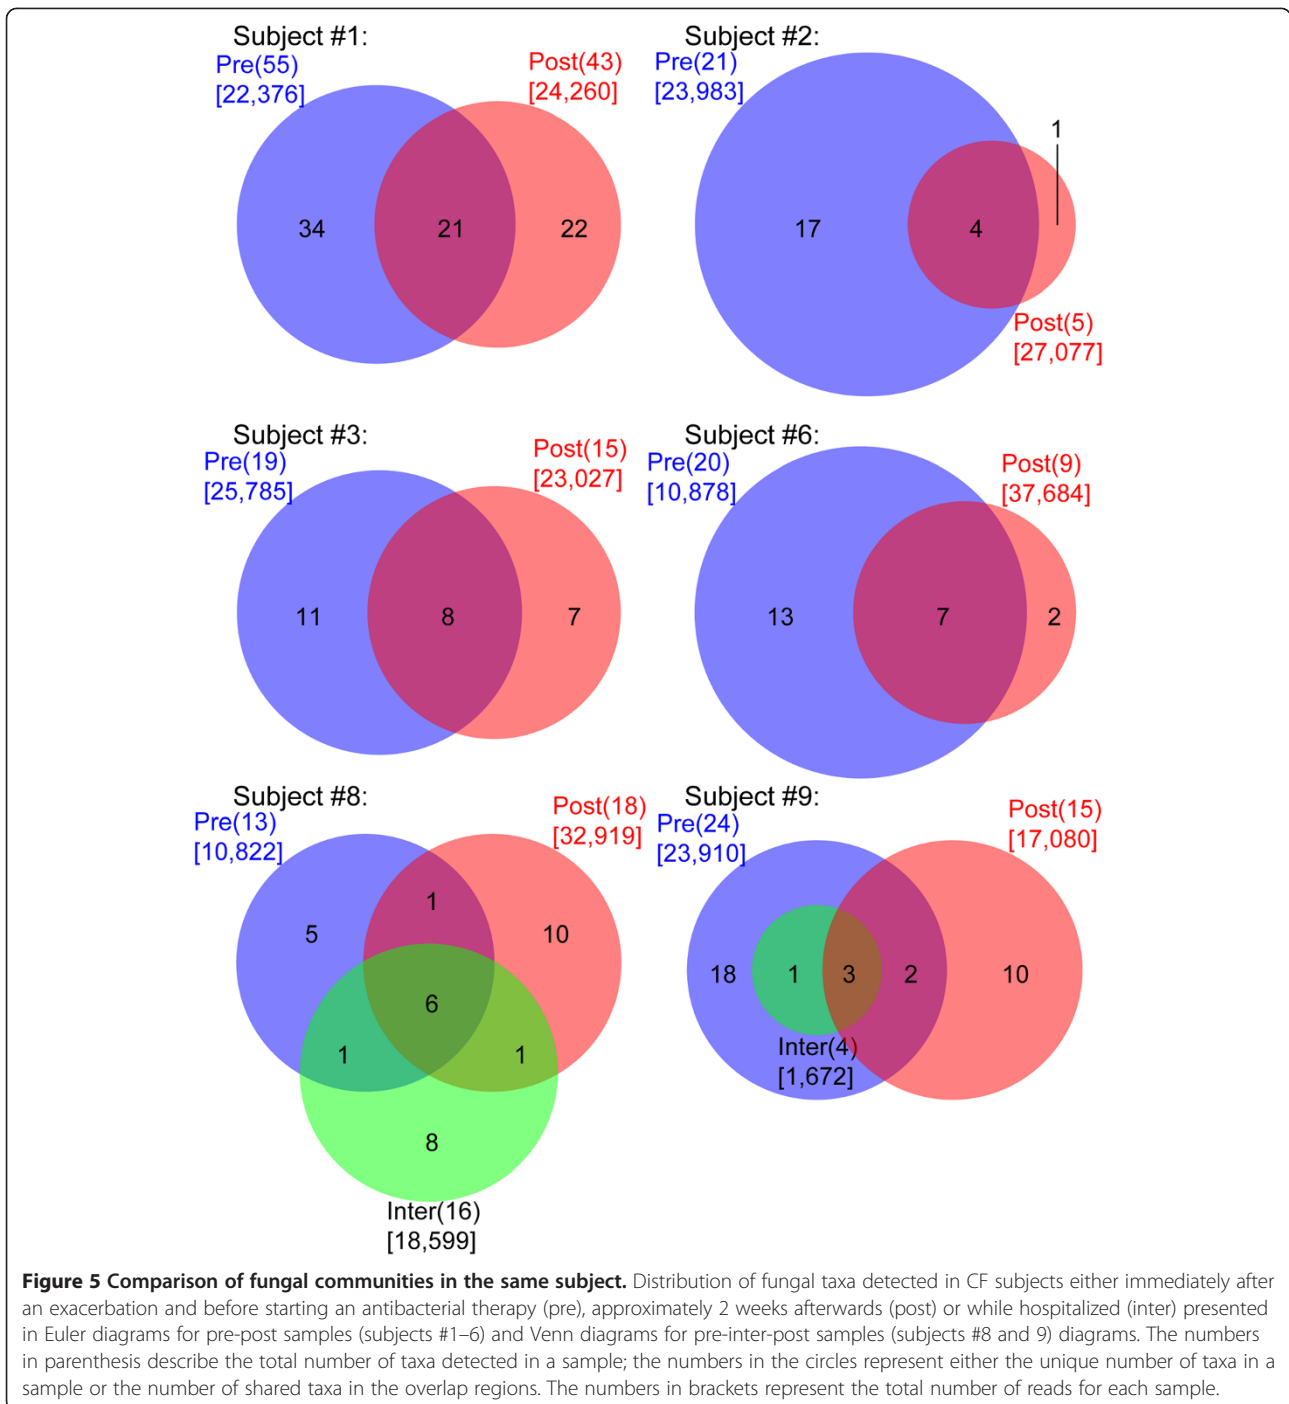 Subject #1:
Pre(55)
[22,376]
Post(43)
[24,260]
34
21
22
Subject #2:
Pre(21)
[23,983]
1
17
4
Post(5)
[27,077]
Subject #3:
Pre(19)
[25,785]
Post(15)
[23,027]
11
8
7
Subject #6:
Pre(20)
[10,878]
Post(9)
[37,684]
13
7
2
Subject #8:
Pre(13)
[10,822]
Post(18)
[32,919]
1
5
10
6
1
1
8
Inter(16)
[18,599]
Subject #9:
Pre(24)
[23,910]
Post(15)
[17,080]
18
1
3
2
10
Inter(4)
[1,672]
Figure 5 Comparison of fungal communities in the same subject. Distribution of fungal taxa detected in CF subjects either immediately after
an exacerbation and before starting an antibacterial therapy (pre), approximately 2 weeks afterwards (post) or while hospitalized (inter) presented
in Euler diagrams for pre-post samples (subjects #1–6) and Venn diagrams for pre-inter-post samples (subjects #8 and 9) diagrams. The numbers
in parenthesis describe the total number of taxa detected in a sample; the numbers in the circles represent either the unique number of taxa in a
sample or the number of shared taxa in the overlap regions. The numbers in brackets represent the total number of reads for each sample.